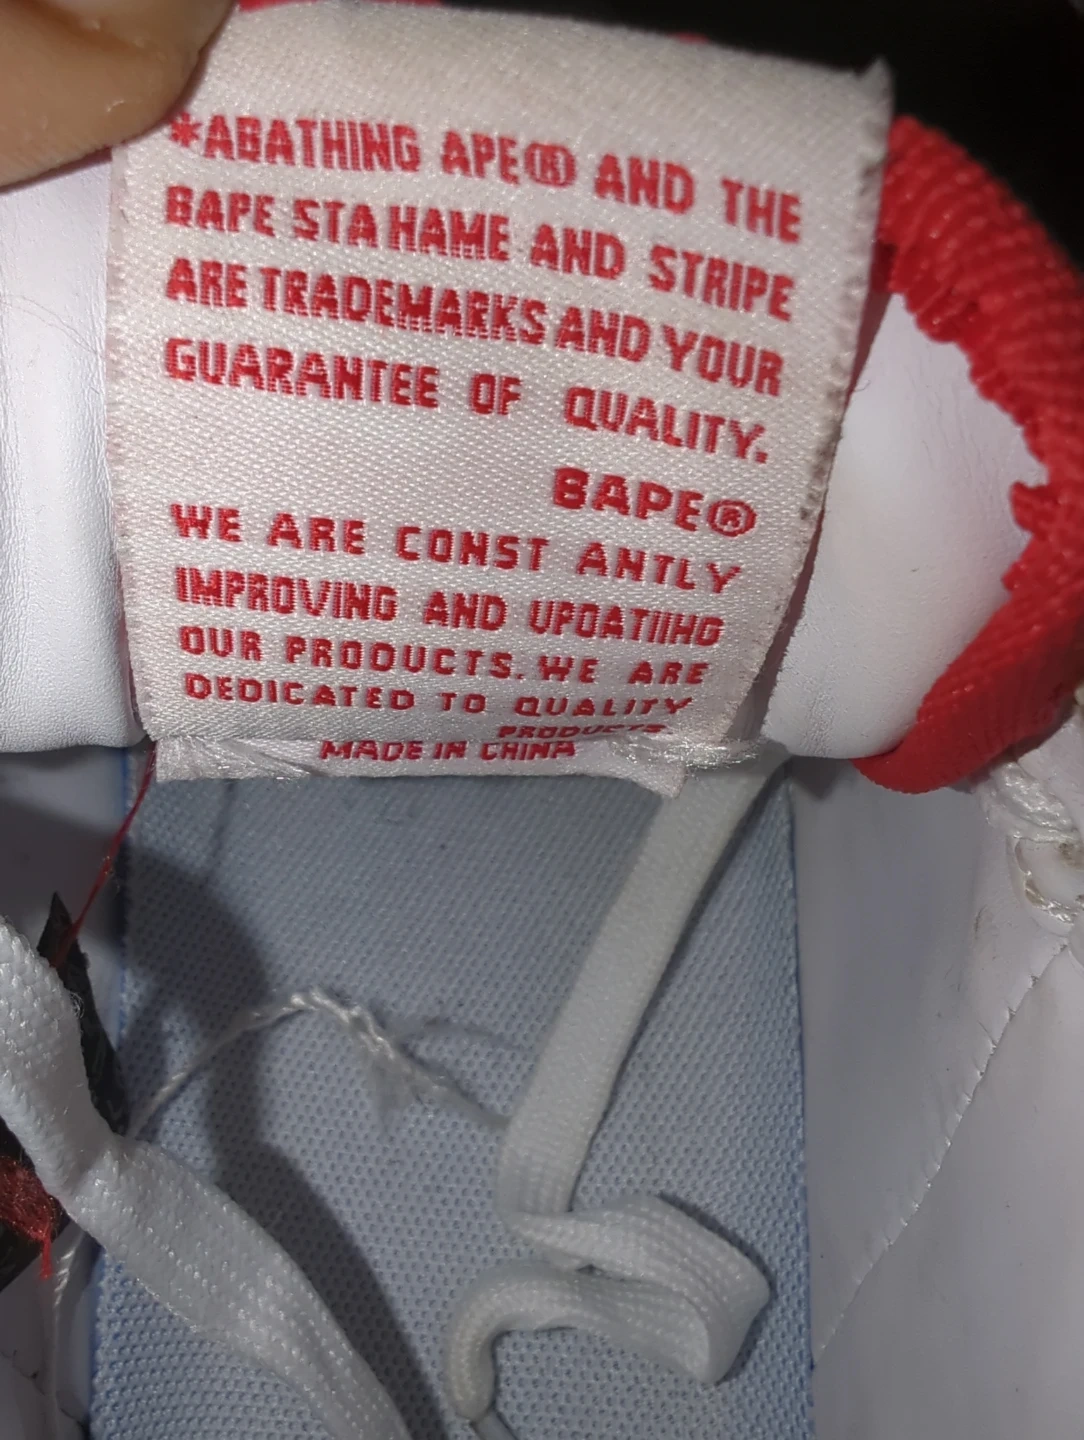 *ABATHING APE® AND THE
BAPE STA HAME AND STRIPE
ARE TRADEMARKS AND YOUR
GUARANTEE OF QUALITY.
BAPE®
WE ARE CONST ANTLY
IMPROVING AND UPDATIIHG
OUR PRODUCTS. WE ARE
DEDICATED TO QUALITY
PRODUCTS
MADE IN CHINA